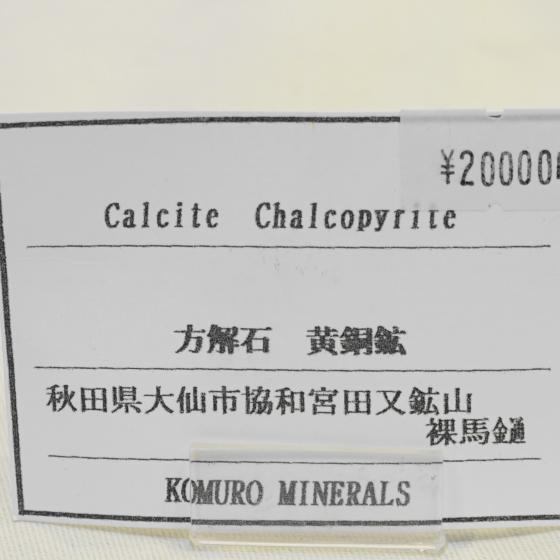 ¥20000
Calcite Chalcopyrite
方解石 黄銅鉱
秋田県大仙市協和宮田又鉱山
裸馬鑓
KOMURO MINERALS